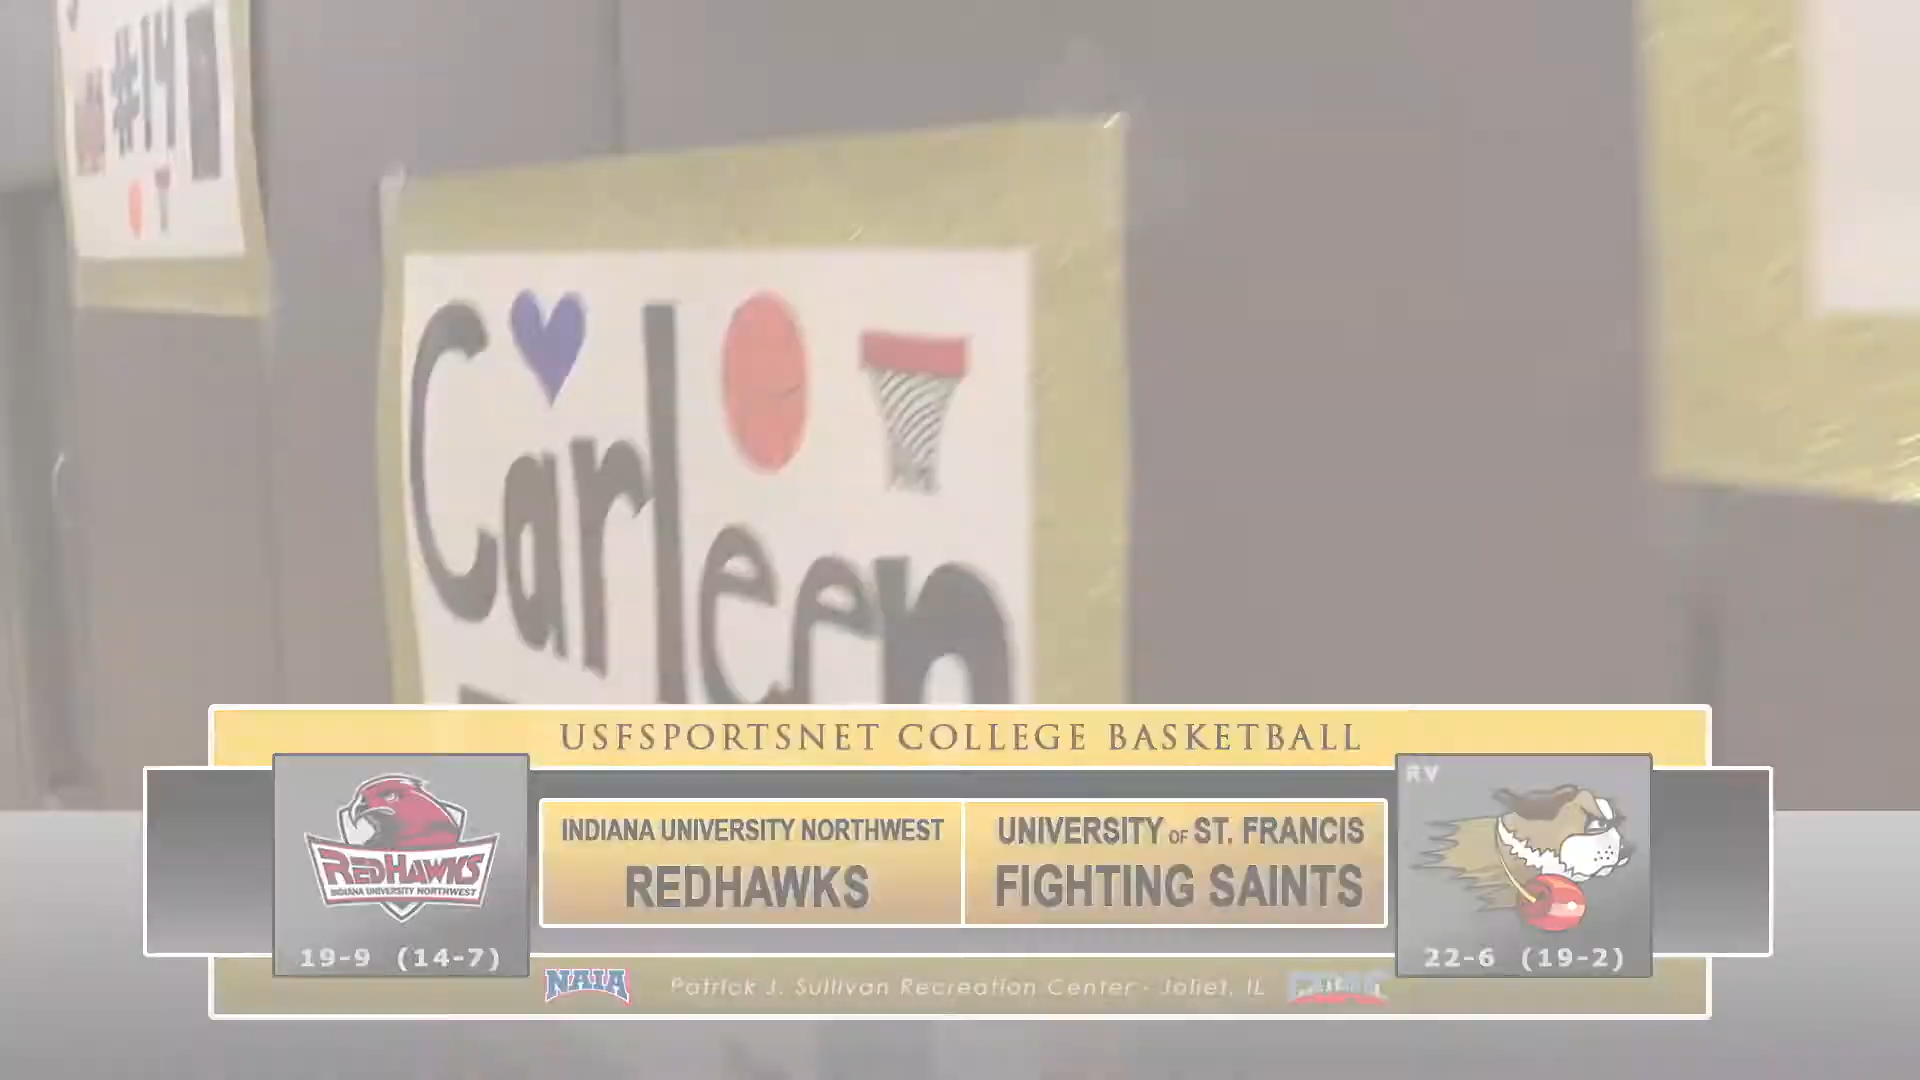 #14
Carleen
USFSPORTSNET COLLEGE BASKETBALL
RV
INDIANA UNIVERSITY NORTHWEST
REDHAWKS
UNIVERSITY OF ST. FRANCIS
FIGHTING SAINTS
REDHAWKS
INDIANA UNIVERSITY NORTHWEST
19-9 (14-7)
22-6 (19-2)
NAIA
Patrick J. Sullivan Recreation Center - Joliet, IL